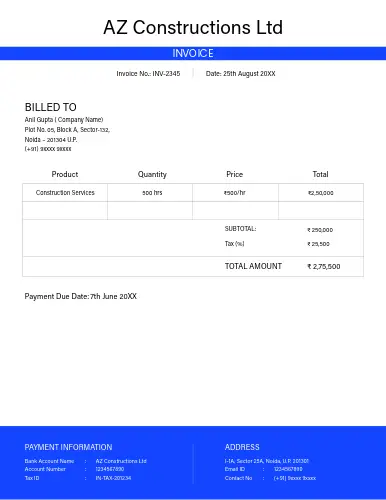 AZ Constructions Ltd
INVOICE
Invoice No.: INV-2345 Date: 25th August 20XX
BILLED TO
Anil Gupta ( Company Name)
Plot No. 05, Block A, Sector-132,
Noida – 201304 U.P.
(+91) 9XXXX 9XXXX
Product Quantity Price Total
Construction Services 500 hrs ₹500/hr ₹2,50,000
SUBTOTAL: ₹ 250,000
Tax (%) ₹ 25,500
TOTAL AMOUNT ₹ 2,75,500
Payment Due Date: 7th June 20XX
PAYMENT INFORMATION ADDRESS
Bank Account Name : AZ Constructions Ltd I-1A, Sector 25A, Noida, U.P. 201301
Account Number : 1234567890 Email ID : 1234567890
Tax ID : IN-TAX-201234 Contact No : (+91) 9xxxx 9xxxx